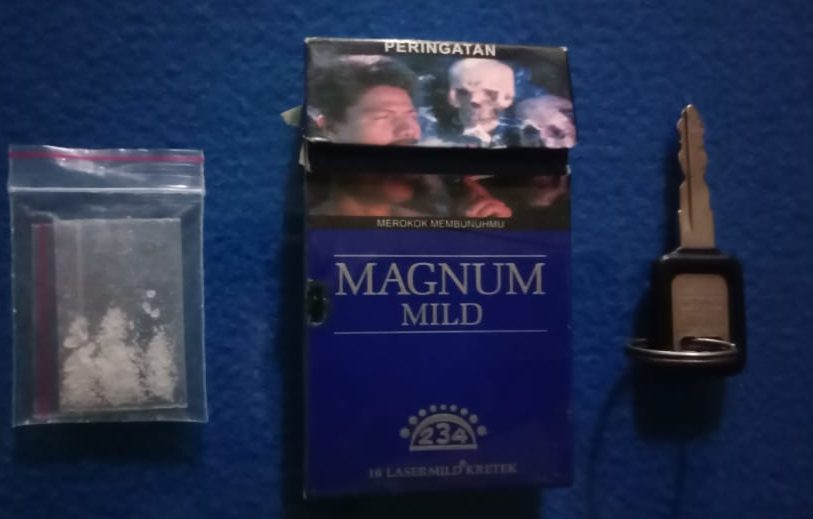 PERINGATAN
MEROKOK MEMBUNUHMU
MAGNUM
MILD
234
16 LASERMILD KRETEK